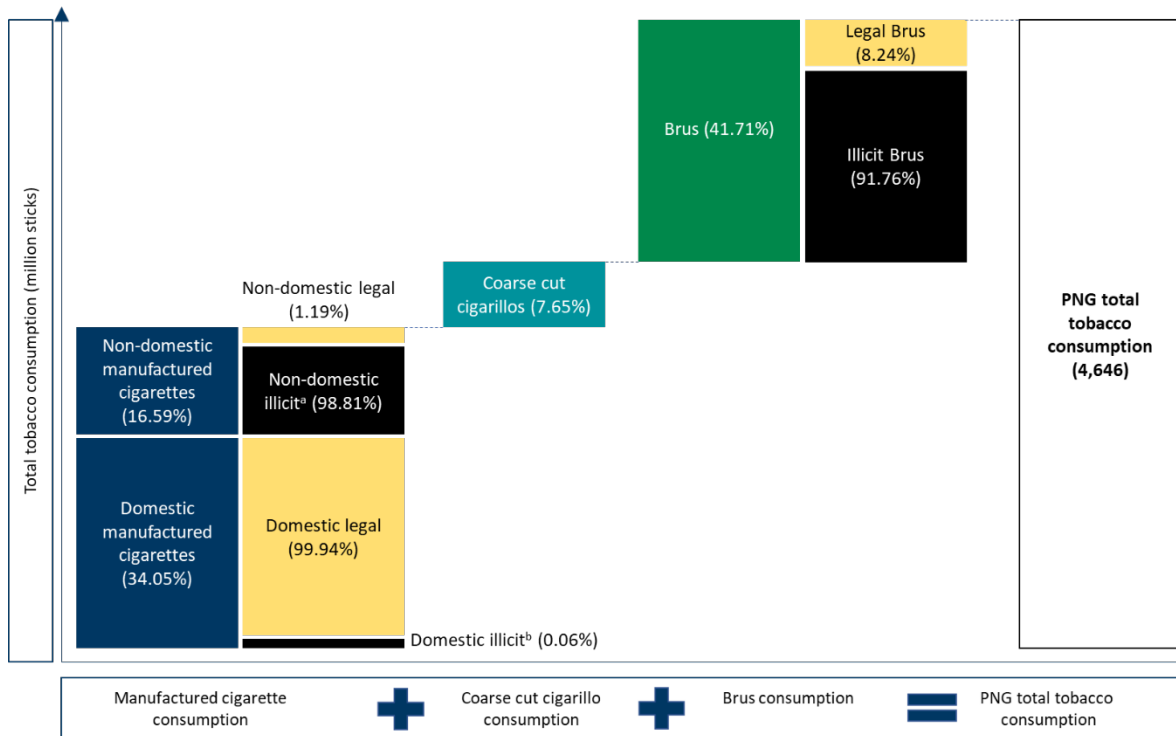 Total tobacco consumption (million sticks)
Non-domestic
manufactured
cigarettes
(16.59%)
Domestic
manufactured
cigarettes
(34.05%)
Non-domestic legal
(1.19%)
Non-domestic
illicitᵃ (98.81%)
Domestic legal
(99.94%)
Domestic illicitᵇ (0.06%)
Coarse cut
cigarillos (7.65%)
Brus (41.71%)
Legal Brus
(8.24%)
Illicit Brus
(91.76%)
PNG total
tobacco
consumption
(4,646)
Manufactured cigarette
consumption
Coarse cut cigarillo
consumption
Brus consumption
PNG total tobacco
consumption